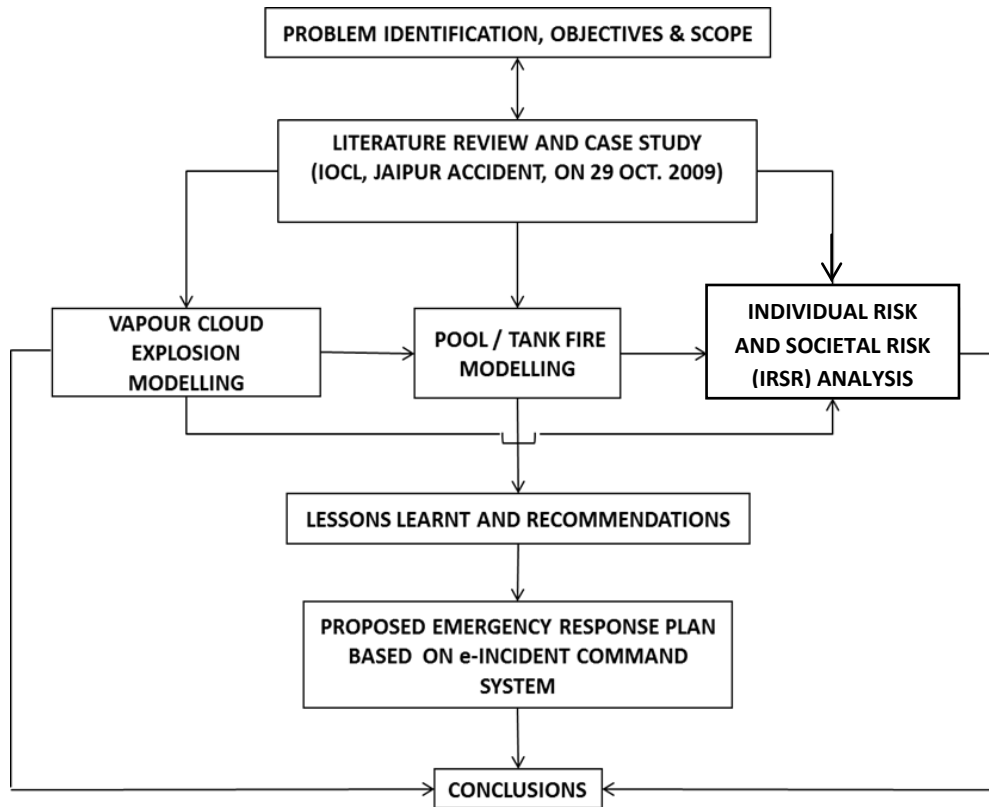 PROBLEM IDENTIFICATION, OBJECTIVES & SCOPE
LITERATURE REVIEW AND CASE STUDY
(IOCL, JAIPUR ACCIDENT, ON 29 OCT. 2009)
VAPOUR CLOUD
EXPLOSION
MODELLING
POOL / TANK FIRE
MODELLING
INDIVIDUAL RISK
AND SOCIETAL RISK
(IRSR) ANALYSIS
LESSONS LEARNT AND RECOMMENDATIONS
PROPOSED EMERGENCY RESPONSE PLAN
BASED ON e-INCIDENT COMMAND
SYSTEM
CONCLUSIONS